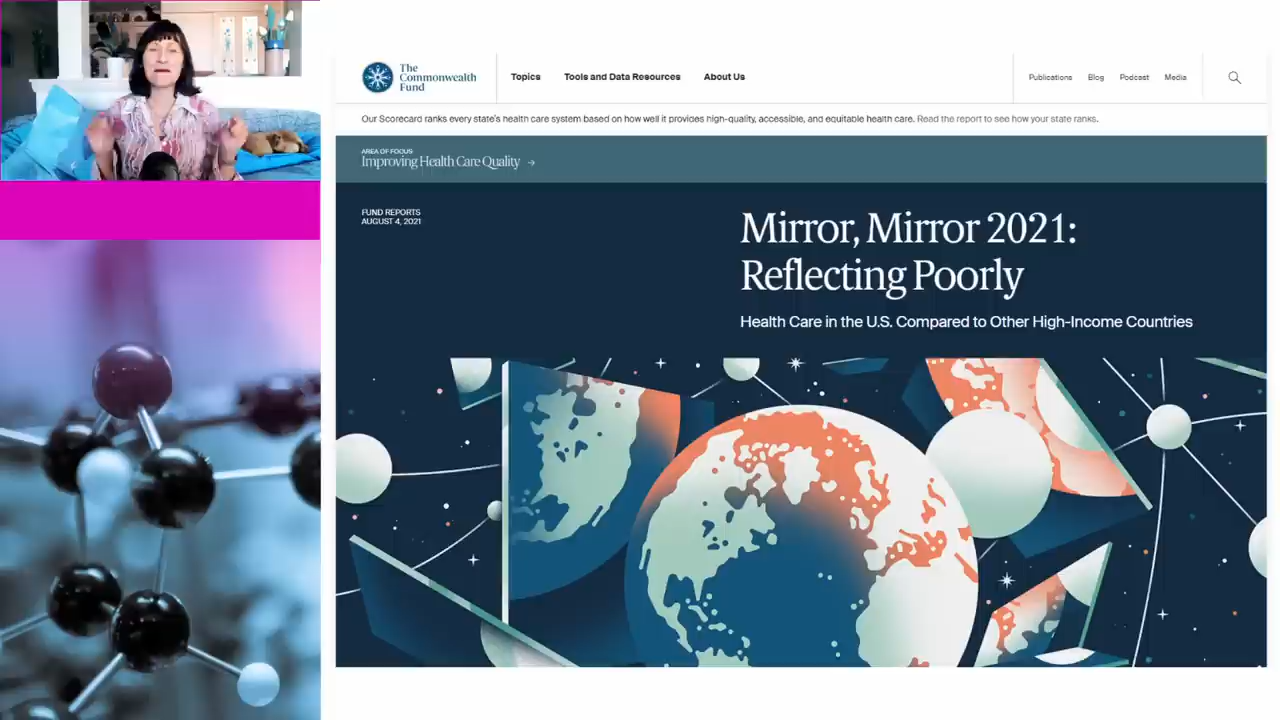 The
Commonwealth
Fund
Topics
Tools and Data Resources
About Us
Publications
Blog
Podcast
Media
Our Scorecard ranks every state's health care system based on how well it provides high-quality, accessible, and equitable health care. Read the report to see how your state ranks.
AREA OF FOCUS
Improving Health Care Quality →
FUND REPORTS
AUGUST 4, 2021
Mirror, Mirror 2021:
Reflecting Poorly
Health Care in the U.S. Compared to Other High-Income Countries